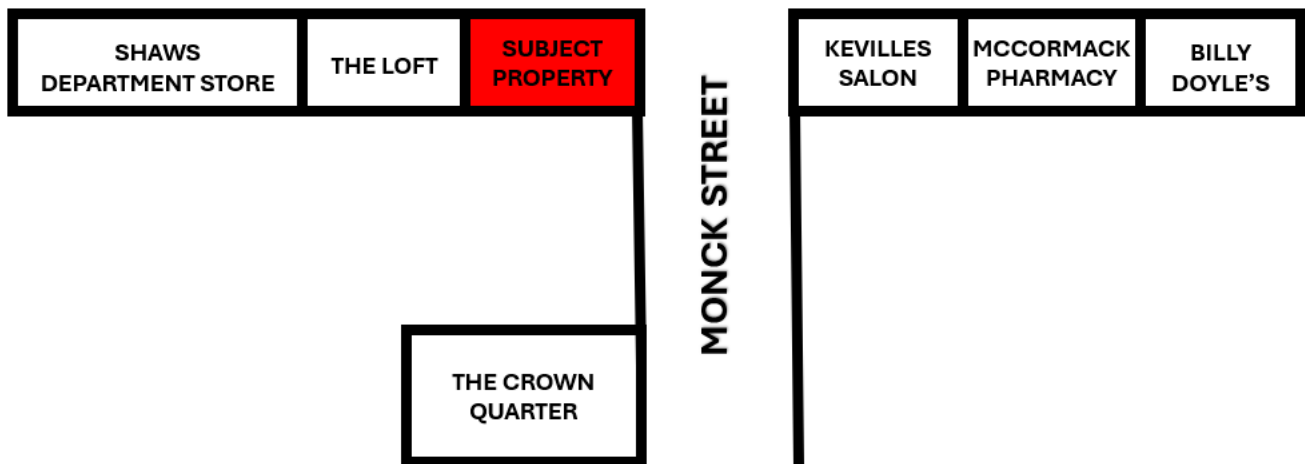 SHAWS
DEPARTMENT STORE
THE LOFT
SUBJECT
PROPERTY
KEVILLES
SALON
MCCORMACK
PHARMACY
BILLY
DOYLE’S
MONCK STREET
THE CROWN
QUARTER